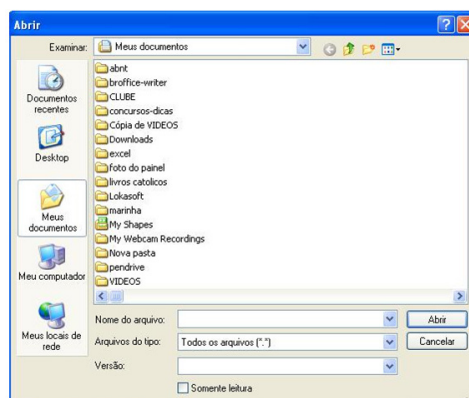 Abrir
Examinar:
Meus documentos
Documentos
recentes
Desktop
Meus
documentos
Meu computador
Meus locais de
rede
abnt
broffice-writer
CLUBE
concursos-dicas
Cópia de VIDEOS
Downloads
excel
foto do painel
livros catolicos
Lokasoft
marinha
My Shapes
My Webcam Recordings
Nova pasta
pendrive
VIDEOS
Nome do arquivo:
Abrir
Arquivos do tipo:
Todos os arquivos (*.*)
Cancelar
Versão:
Somente leitura